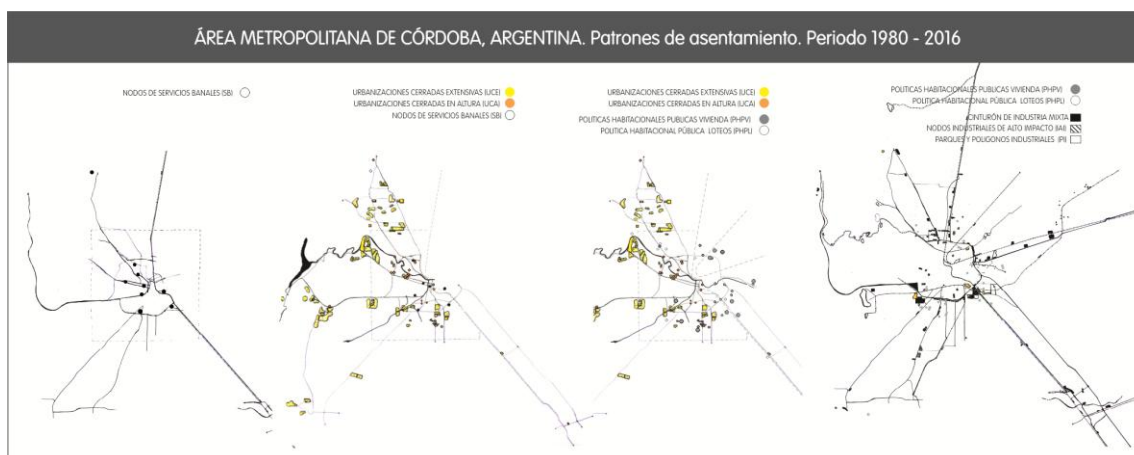 ÁREA METROPOLITANA DE CÓRDOBA, ARGENTINA. Patrones de asentamiento. Periodo 1980 - 2016
NODOS DE SERVICIOS BANALES (SB)
URBANIZACIONES CERRADAS EXTENSIVAS (UCE)
URBANIZACIONES CERRADAS EN ALTURA (UCA)
NODOS DE SERVICIOS BANALES (SB)
URBANIZACIONES CERRADAS EXTENSIVAS (UCE)
URBANIZACIONES CERRADAS EN ALTURA (UCA)
POLITICAS HABITACIONALES PUBLICAS VIVIENDA (PHPV)
POLITICA HABITACIONAL PÚBLICA LOTEOS (PHPL)
POLITICAS HABITACIONALES PUBLICAS VIVIENDA (PHPV)
POLITICA HABITACIONAL PÚBLICA LOTEOS (PHPL)
CINTURÓN DE INDUSTRIA MIXTA
NODOS INDUSTRIALES DE ALTO IMPACTO (IAI)
PARQUES Y POLIGONOS INDUSTRIALES (PI)